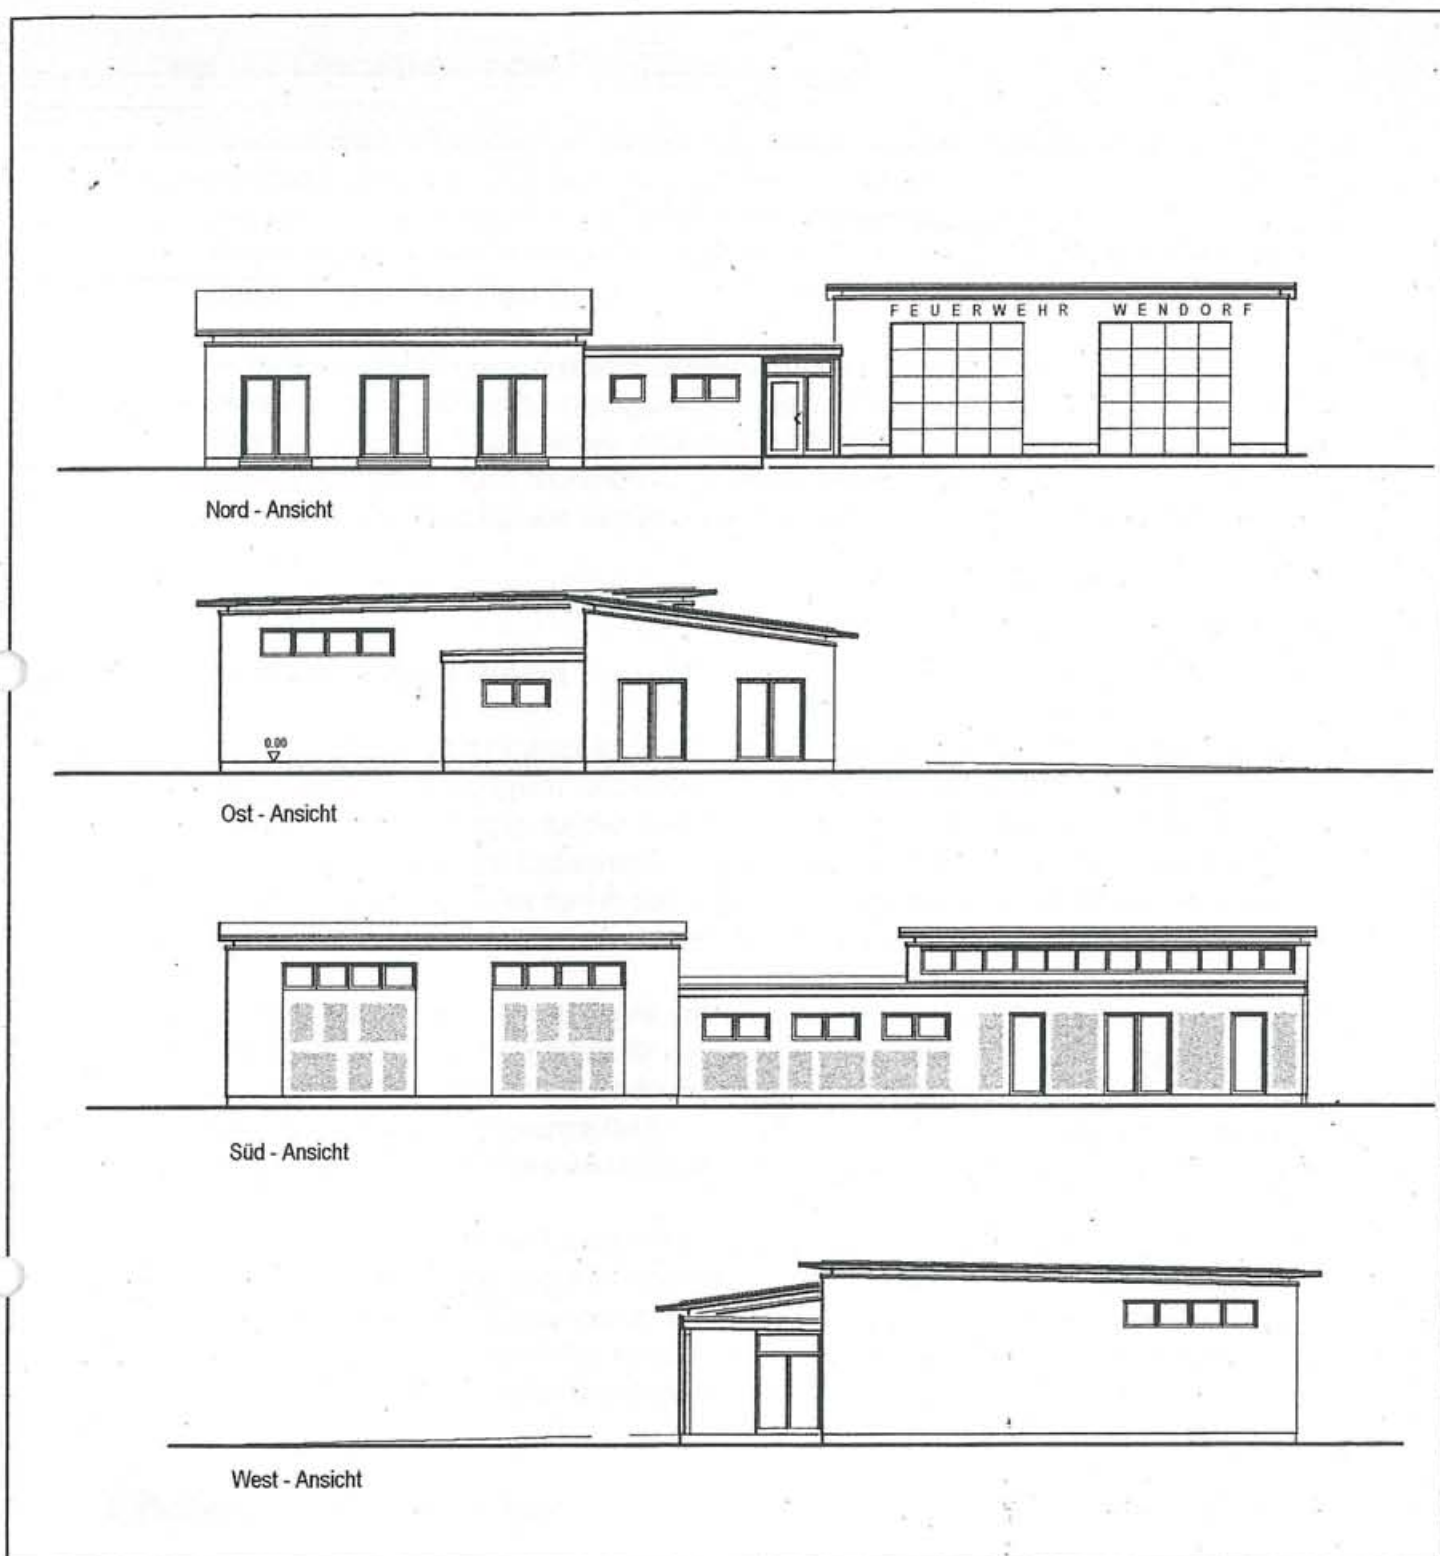 FEUERWEHR WENDORF
Nord - Ansicht
0.00
Ost - Ansicht
Süd - Ansicht
West - Ansicht